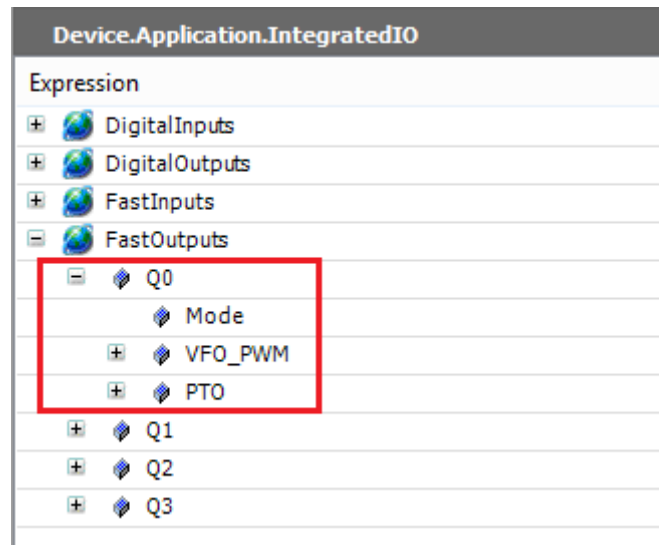 Device.Application.IntegratedIO
Expression
DigitalInputs
DigitalOutputs
FastInputs
FastOutputs
Q0
Mode
VFO_PWM
PTO
Q1
Q2
Q3